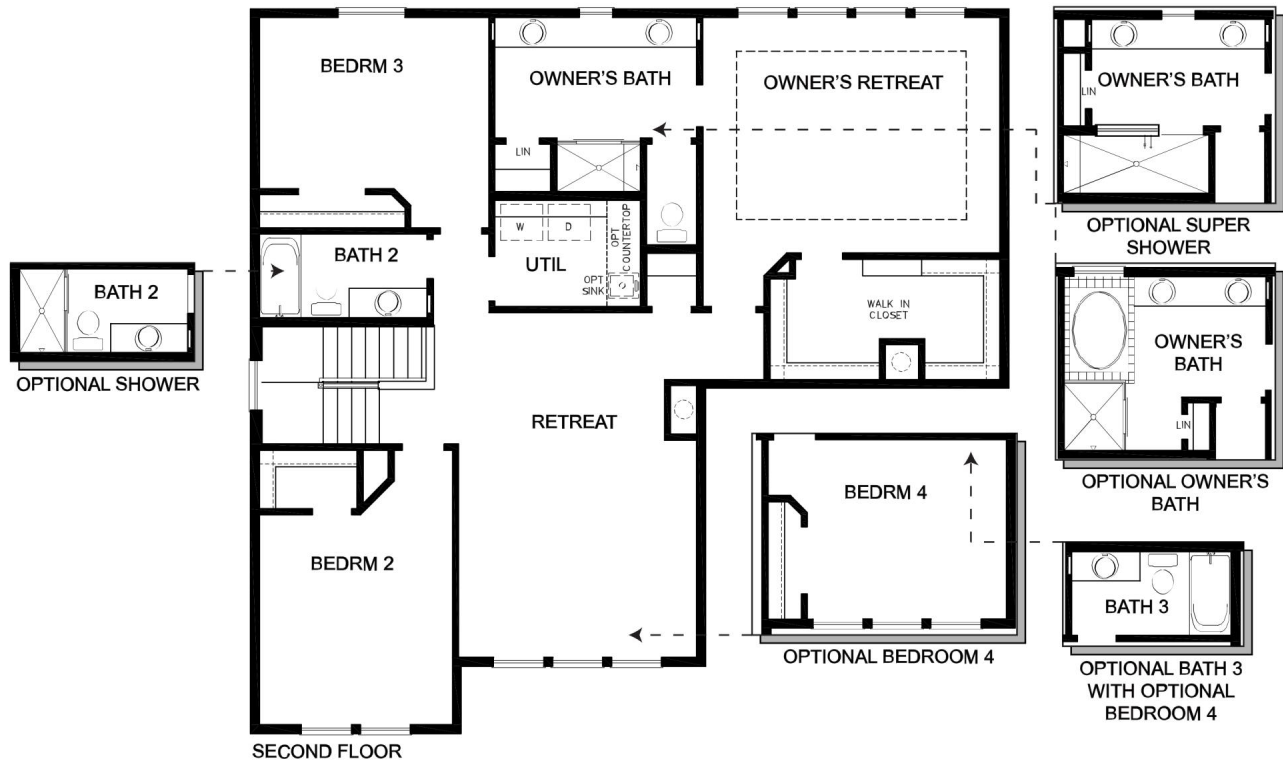 BEDRM 3
OWNER'S BATH
OWNER'S RETREAT
LIN
W
D
OPT
COUNTERTOP
UTIL
OPT
SINK
BATH 2
WALK IN
CLOSET
RETREAT
BEDRM 2
SECOND FLOOR
BATH 2
OPTIONAL SHOWER
BEDRM 4
OPTIONAL BEDROOM 4
OWNER'S BATH
LIN
OPTIONAL SUPER
SHOWER
OWNER'S
BATH
LIN
OPTIONAL OWNER'S
BATH
BATH 3
OPTIONAL BATH 3
WITH OPTIONAL
BEDROOM 4